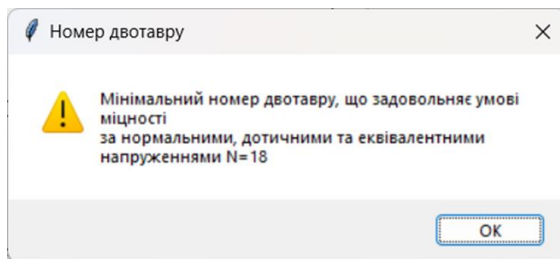 Номер двотавру
Мінімальний номер двотавру, що задовольняє умові
міцності
за нормальними, дотичними та еквівалентними
напруженнями N=18
OK